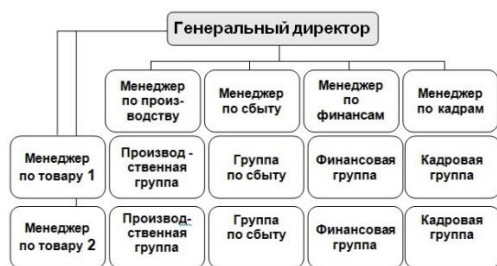 Генеральный директор
Менеджер
по произ-
водству
Менеджер
по сбыту
Менеджер
по
финансам
Менеджер
по кадрам
Менеджер
по товару 1
Производ -
ственная
группа
Группа
по сбыту
Финансовая
группа
Кадровая
группа
Менеджер
по товару 2
Производ-
ственная
группа
Группа
по сбыту
Финансовая
группа
Кадровая
группа